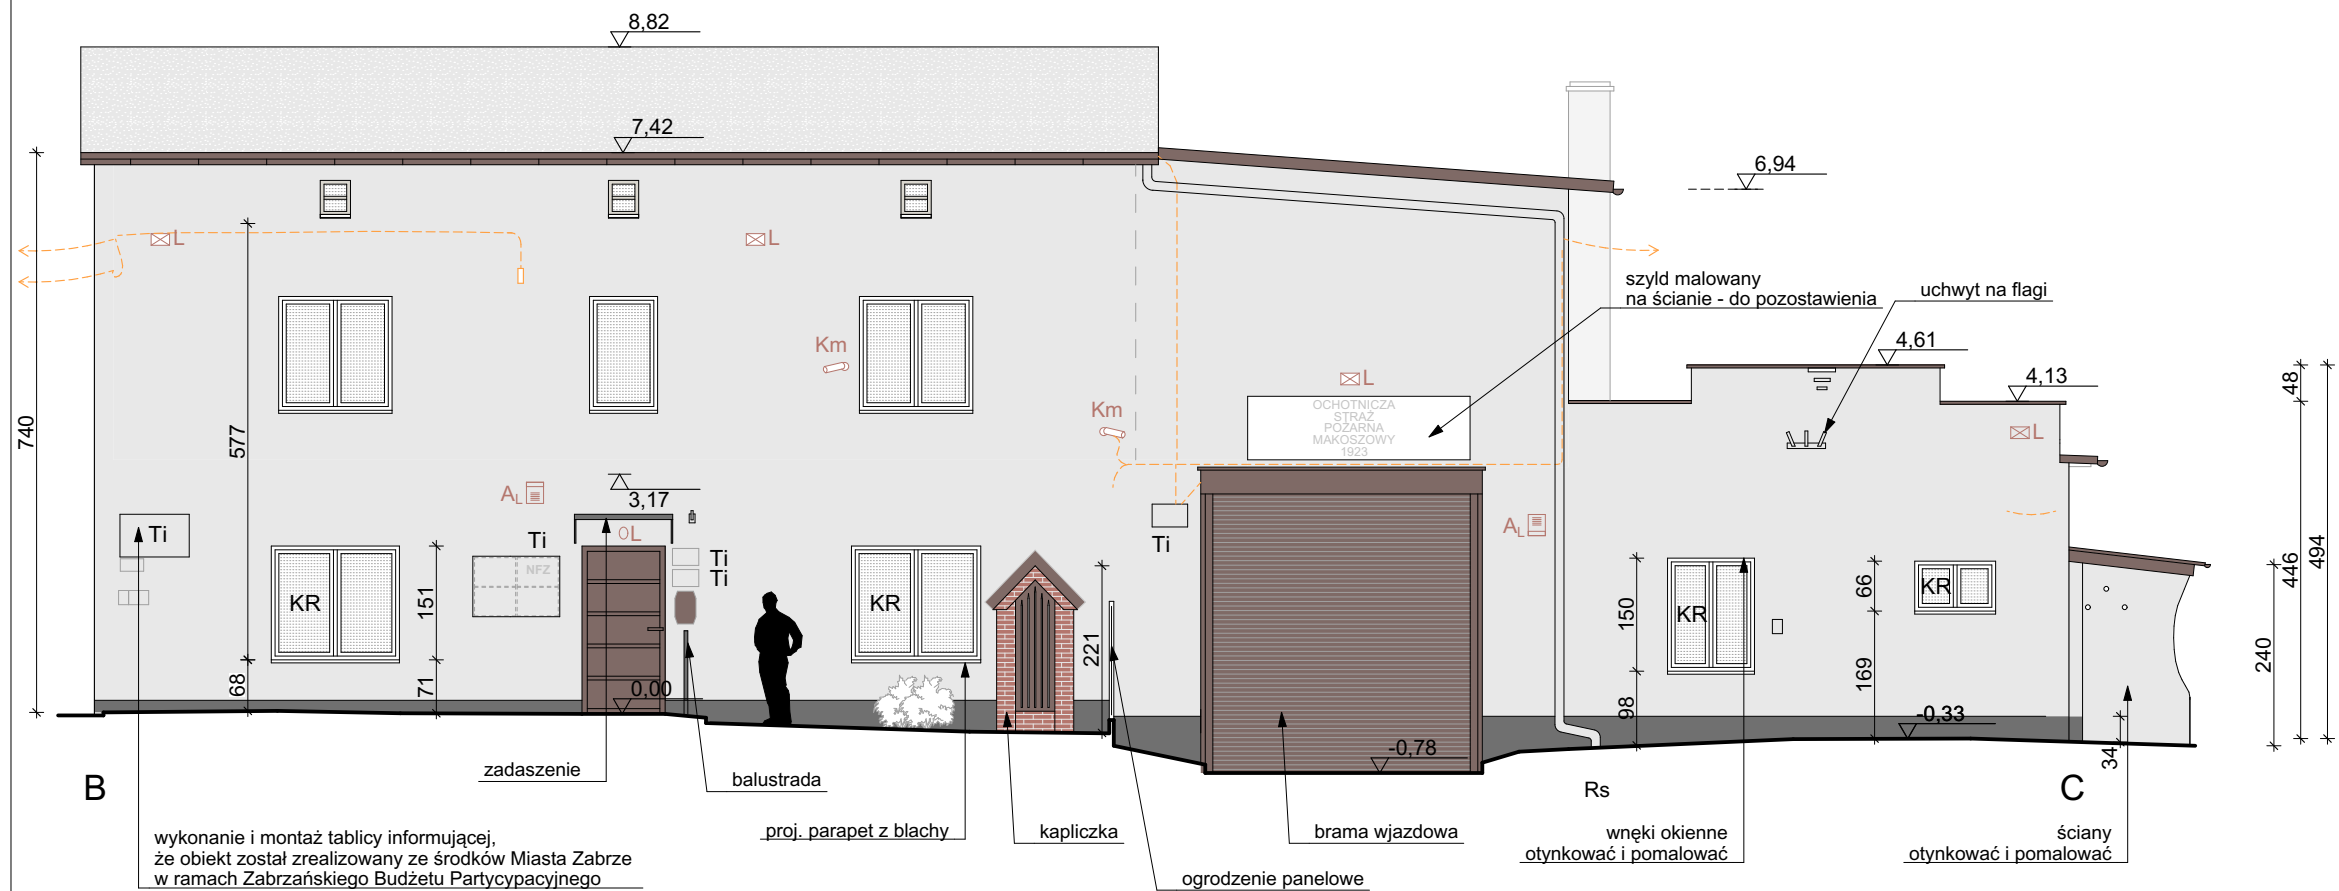 8,82
7,42
6,94
L
L
szyld malowany
na ścianie - do pozostawienia
uchwyt na flagi
Km
4,61
L
4,13
48
740
577
Km
OCHOTNICZA
STRAŻ
POŻARNA
MAKOSZOWY
1923
L
3,17
AL
AL
494
446
Ti
Ti
L
Ti
Ti
Ti
NFZ
KR
151
KR
221
150
KR
66
KR
240
68
71
0,00
98
169
-0,33
-0,78
34
B
zadaszenie
balustrada
Rs
C
wykonanie i montaż tablicy informującej,
że obiekt został zrealizowany ze środków Miasta Zabrze
w ramach Zabrzańskiego Budżetu Partycypacyjnego
proj. parapet z blachy
kapliczka
brama wjazdowa
wnęki okienne
otynkować i pomalować
ściany
otynkować i pomalować
ogrodzenie panelowe